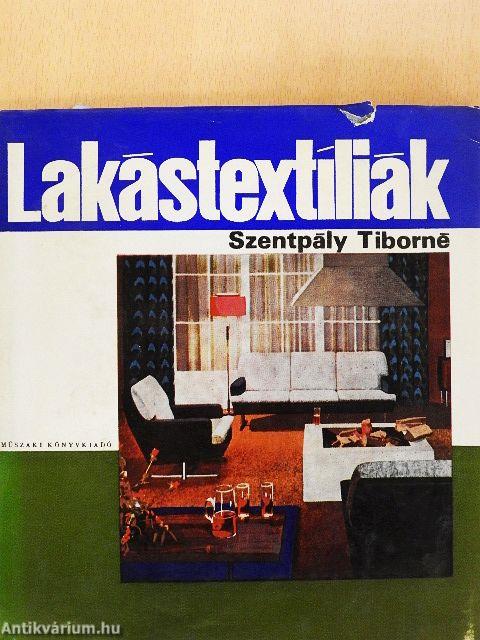 Lakástextíliák
Szentpály Tiborné
MŰSZAKI KÖNYVKIADÓ
Antikvárium.hu